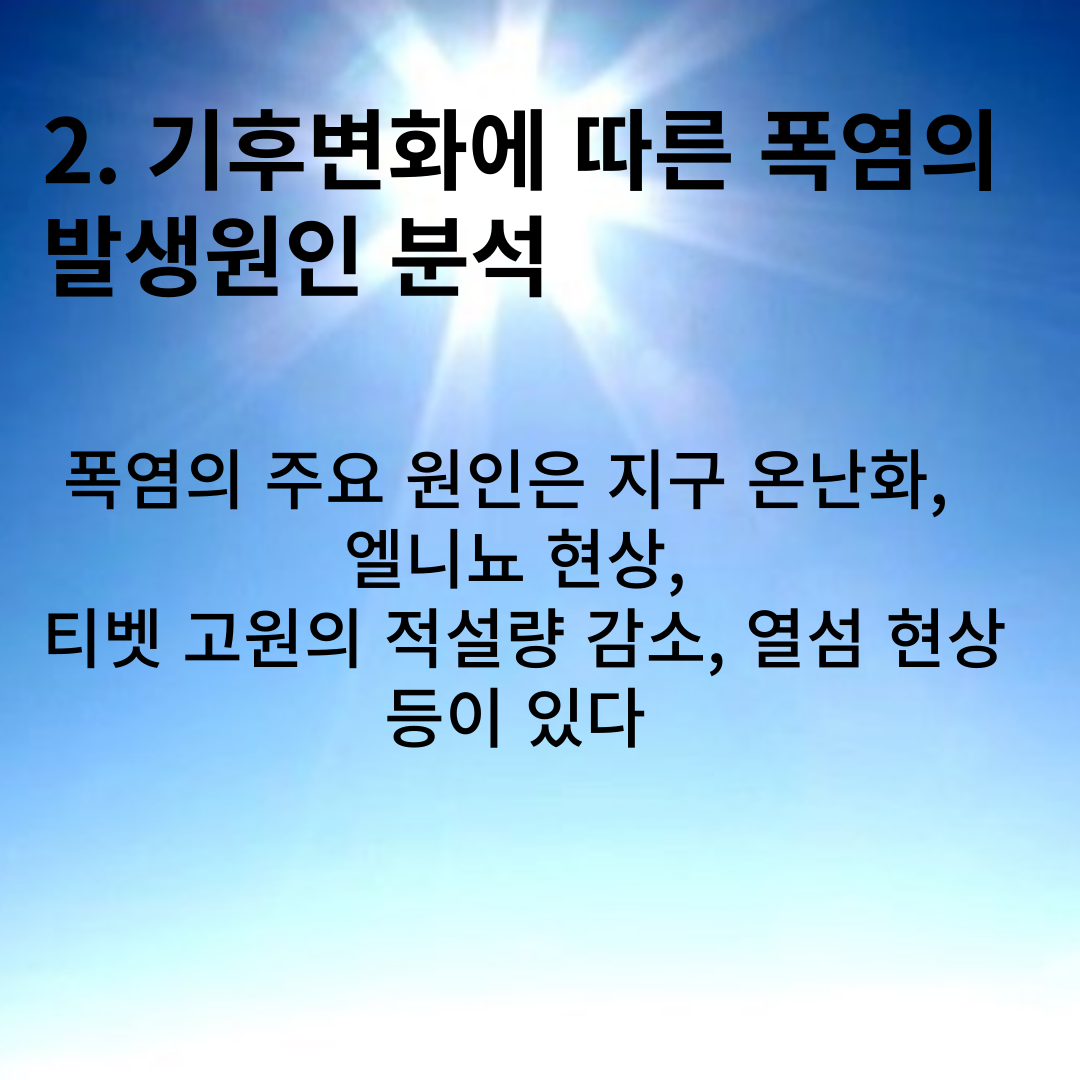 2. 기후변화에 따른 폭염의
발생원인 분석
폭염의 주요 원인은 지구 온난화,
엘니뇨 현상,
티벳 고원의 적설량 감소, 열섬 현상
등이 있다